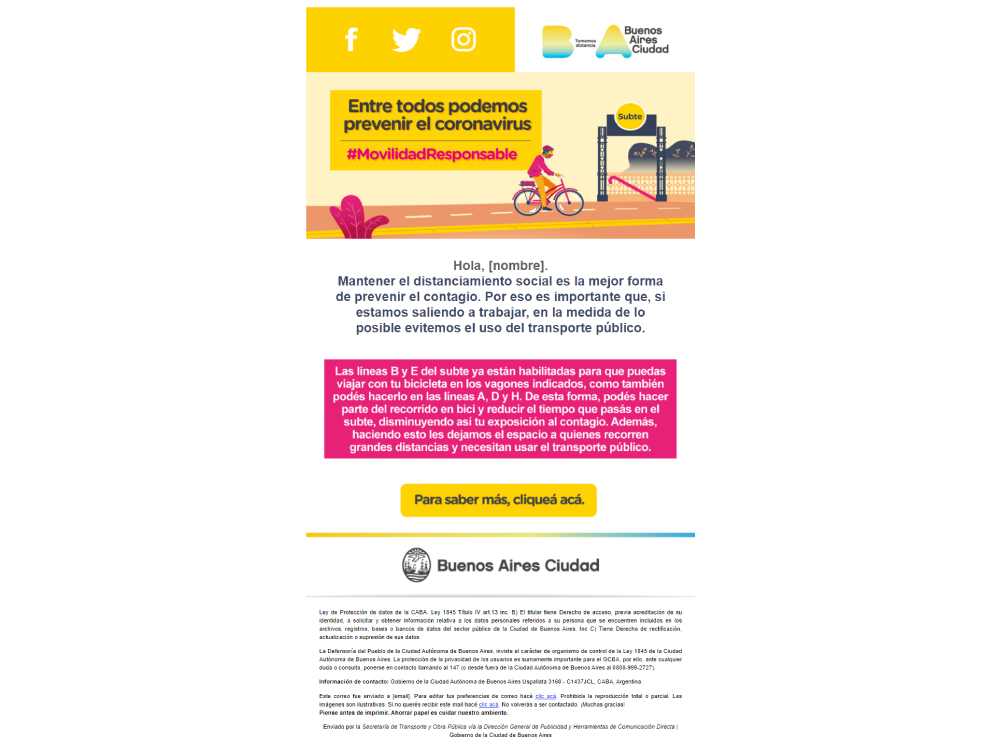 BA
Tomemos
distancia
Buenos
Aires
Ciudad
Entre todos podemos
prevenir el coronavirus
#MovilidadResponsable
Subte
Hola, [nombre].
Mantener el distanciamiento social es la mejor forma
de prevenir el contagio. Por eso es importante que, si
estamos saliendo a trabajar, en la medida de lo
posible evitemos el uso del transporte público.
Las líneas B y E del subte ya están habilitadas para que puedas
viajar con tu bicicleta en los vagones indicados, como también
podés hacerlo en las líneas A, D y H. De esta forma, podés hacer
parte del recorrido en bici y reducir el tiempo que pasás en el
subte, disminuyendo así tu exposición al contagio. Además,
haciendo esto les dejamos el espacio a quienes recorren
grandes distancias y necesitan usar el transporte público.
Para saber más, cliqueá acá.
Buenos Aires Ciudad
Ley de Protección de datos de la CABA. Ley 1845 Título IV art.13 inc. B) El titular tiene Derecho de acceso, previa acreditación de su
identidad, a solicitar y obtener información relativa a los datos personales referidos a su persona que se encuentren incluidos en los
archivos, registros, bases o bancos de datos del sector público de la Ciudad de Buenos Aires. Inc C) Tiene Derecho de rectificación,
actualización o supresión de sus datos
La Defensoría del Pueblo de la Ciudad Autónoma de Buenos Aires, inviste el carácter de organismo de control de la Ley 1845 de la Ciudad
Autónoma de Buenos Aires. La protección de la privacidad de los usuarios es sumamente importante para el GCBA, por ello, ante cualquier
duda o consulta, ponerse en contacto llamando al 147 (o desde fuera de la Ciudad Autónoma de Buenos Aires al 0800-999-2727).
Información de contacto: Gobierno de la Ciudad Autónoma de Buenos Aires Uspallata 3160 - C1437JCL, CABA, Argentina.
Este correo fue enviado a [email]. Para editar tus preferencias de correo hacé clic acá. Prohibida la reproducción total o parcial. Las
imágenes son ilustrativas. Si no querés recibir este mail hacé clic acá. No volverás a ser contactado. ¡Muchas gracias!
Piense antes de imprimir. Ahorrar papel es cuidar nuestro ambiente.
Enviado por la Secretaría de Transporte y Obra Pública vía la Dirección General de Publicidad y Herramientas de Comunicación Directa |
Gobierno de la Ciudad de Buenos Aires